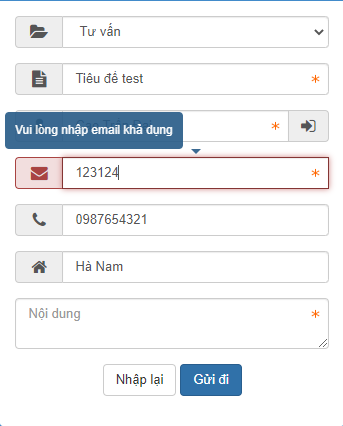 Tư vấn
Tiêu đề test
*
Vui lòng nhập email khả dụng
*
123124
*
0987654321
Hà Nam
Nội dung
*
Nhập lại
Gửi đi